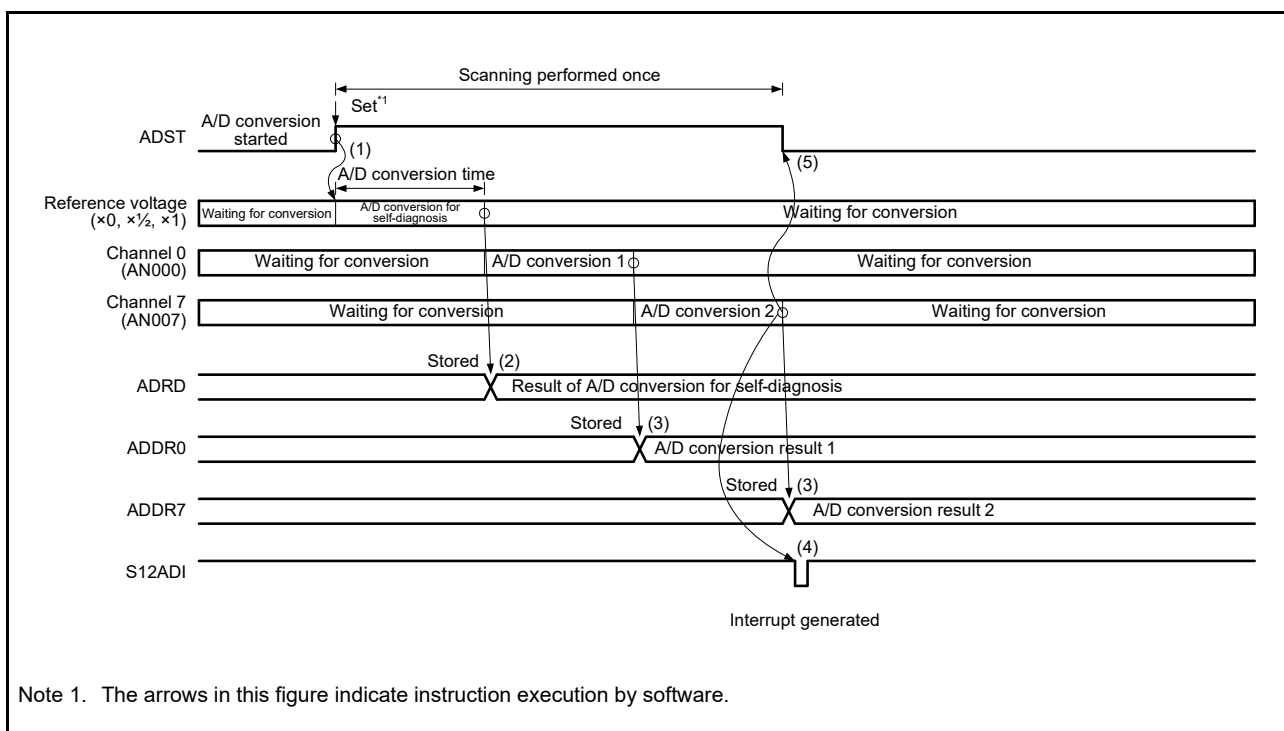 Scanning performed once
Set*1
A/D conversion
started
ADST
(1)
(5)
A/D conversion time
Reference voltage
(×0, ×½, ×1)
Waiting for conversion
A/D conversion for
self-diagnosis
Waiting for conversion
Channel 0
(AN000)
Waiting for conversion
A/D conversion 1
Waiting for conversion
Channel 7
(AN007)
Waiting for conversion
A/D conversion 2
Waiting for conversion
Stored (2)
ADRD
Result of A/D conversion for self-diagnosis
Stored (3)
ADDR0
A/D conversion result 1
Stored (3)
ADDR7
A/D conversion result 2
(4)
S12ADI
Interrupt generated
Note 1. The arrows in this figure indicate instruction execution by software.